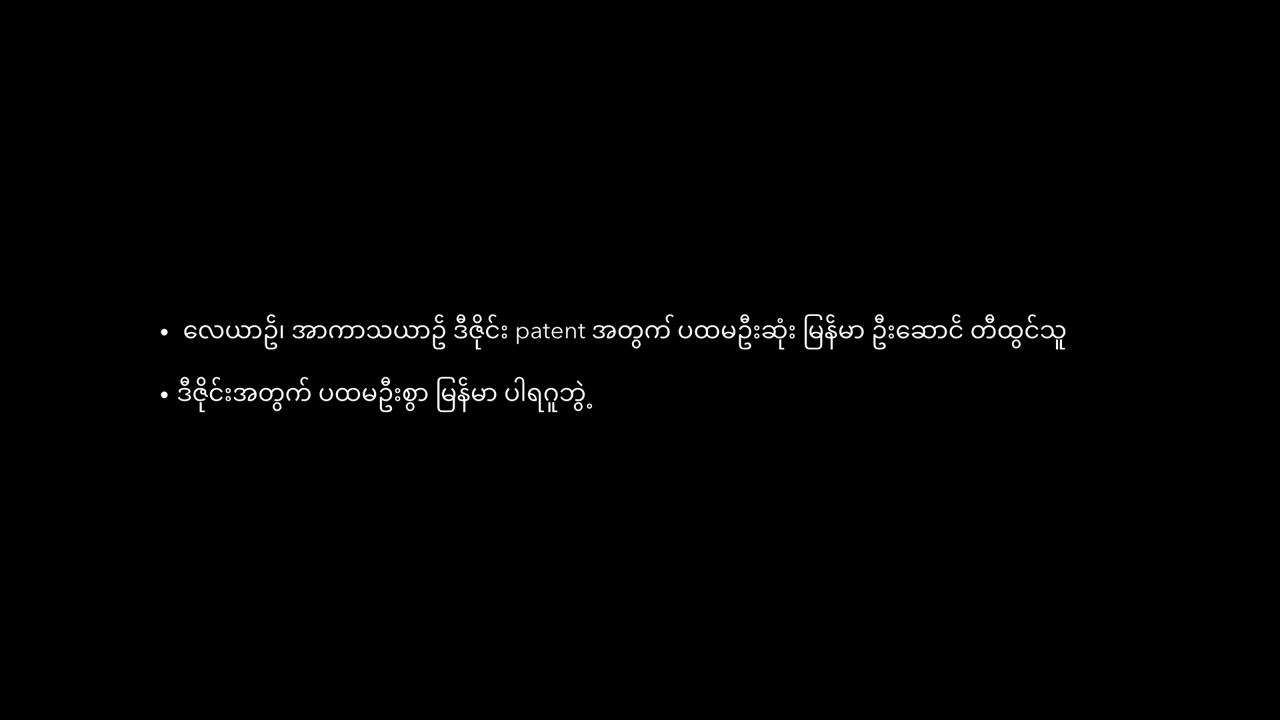 • လေယာဉ်၊ အာကာသယာဉ် ဒီဇိုင်း patent အတွက် ပထမဦးဆုံး မြန်မာ ဦးဆောင် တီထွင်သူ
• ဒီဇိုင်းအတွက် ပထမဦးစွာ မြန်မာ ပါရဂူဘွဲ့